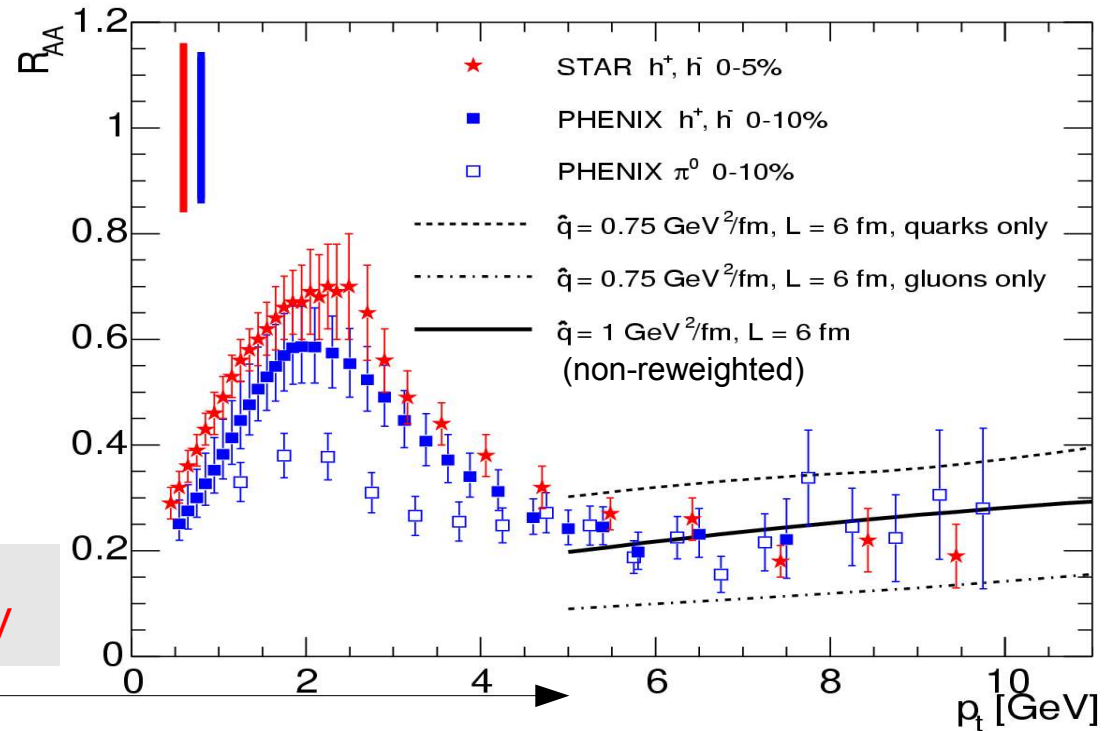 R_AA
1.2
1
0.8
0.6
0.4
0.2
0
STAR h⁺, h⁻ 0-5%
PHENIX h⁺, h⁻ 0-10%
PHENIX π⁰ 0-10%
q̂ = 0.75 GeV²/fm, L = 6 fm, quarks only
q̂ = 0.75 GeV²/fm, L = 6 fm, gluons only
q̂ = 1 GeV²/fm, L = 6 fm
(non-reweighted)
0 2 4 6 8 10
p_t [GeV]